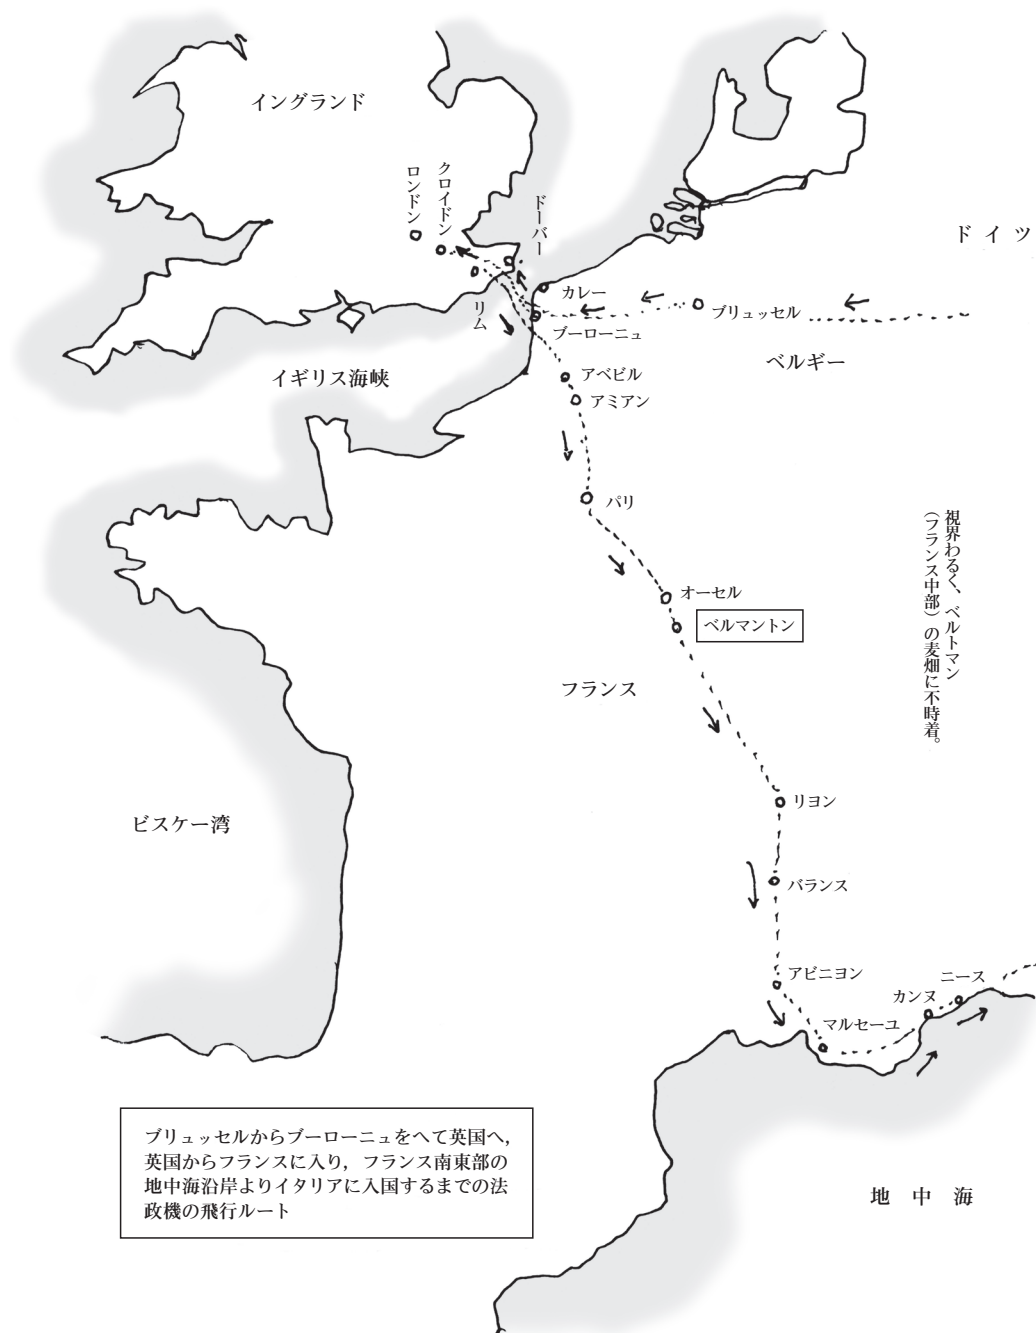 イングランド
ロンドン
クロイドン
ドーバー
ドイツ
カレー
ブリュッセル
リム
ブーローニュ
ベルギー
イギリス海峡
アベビル
アミアン
パリ
視界わるく、ベルトマン
(フランス中部)の麦畑に不時着。
オーセル
ベルマントン
フランス
リヨン
ビスケー湾
バランス
アビニヨン
ニース
カンヌ
マルセーユ
ブリュッセルからブーローニュをへて英国へ,
英国からフランスに入り,フランス南東部の
地中海沿岸よりイタリアに入国するまでの法
政機の飛行ルート
地中海